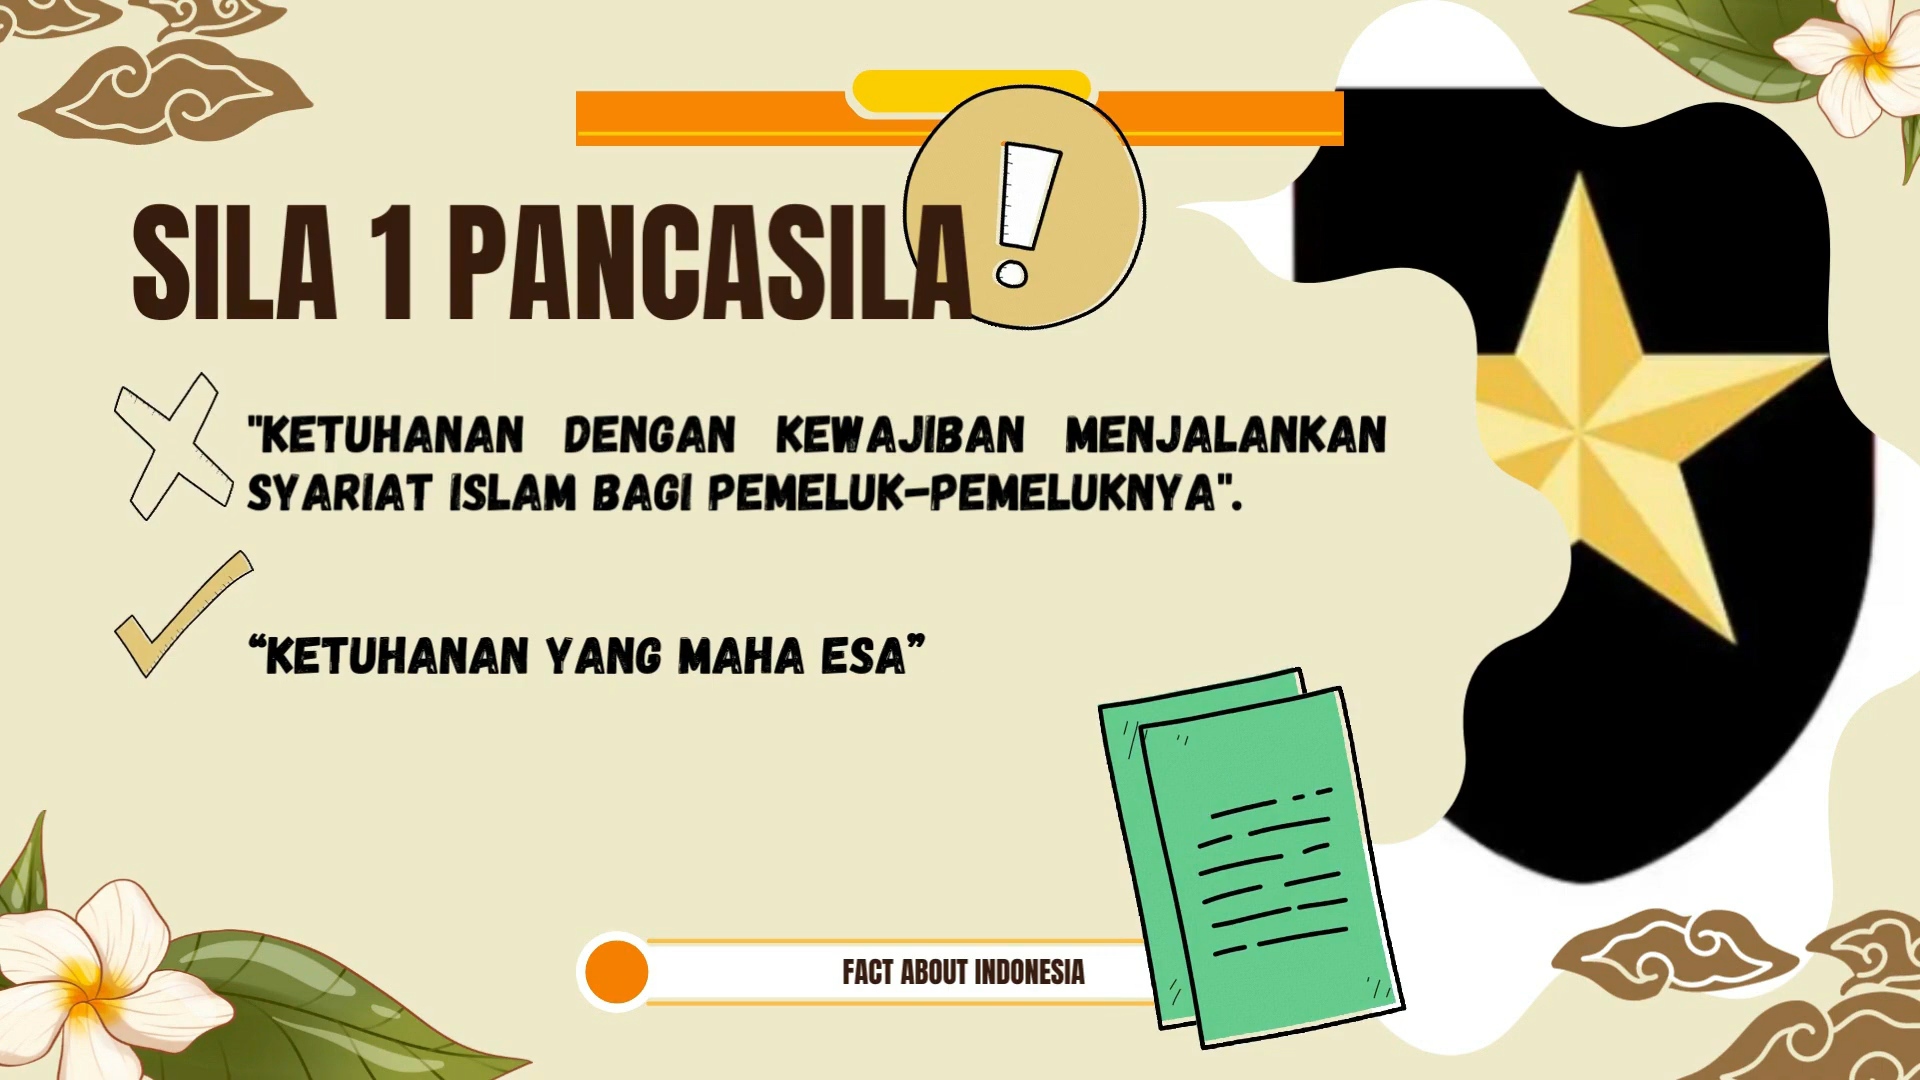 SILA 1 PANCASILA
"KETUHANAN DENGAN KEWAJIBAN MENJALANKAN
SYARIAT ISLAM BAGI PEMELUK-PEMELUKNYA".
“KETUHANAN YANG MAHA ESA”
FACT ABOUT INDONESIA